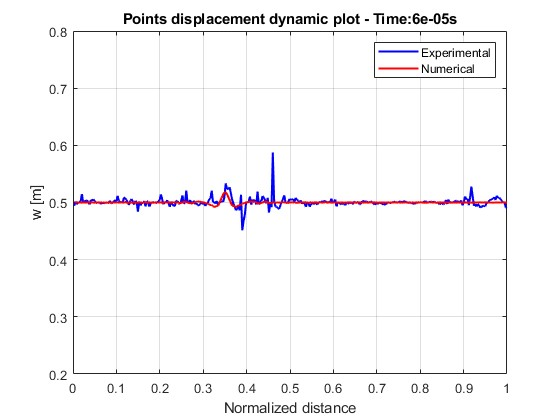 Points displacement dynamic plot - Time:6e-05s
Experimental
Numerical
w [m]
0.8
0.7
0.6
0.5
0.4
0.3
0.2
0 0.1 0.2 0.3 0.4 0.5 0.6 0.7 0.8 0.9 1
Normalized distance